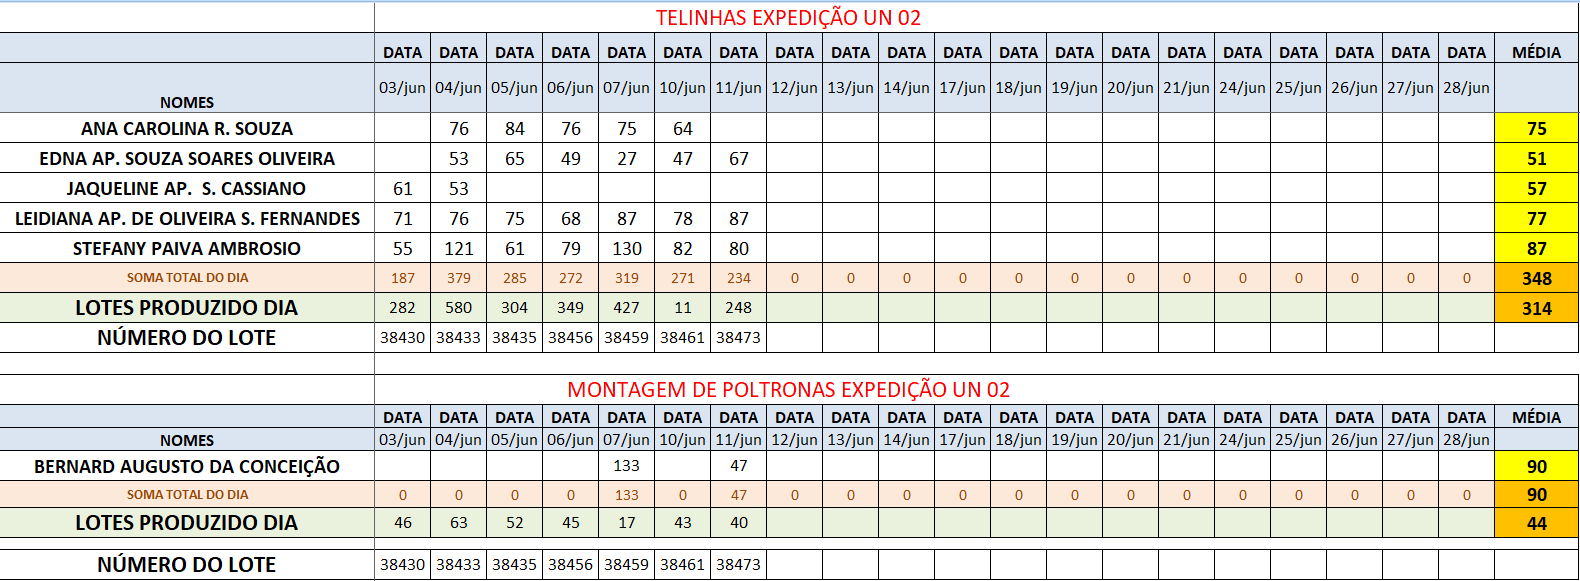 TELINHAS EXPEDIÇÃO UN 02
DATA DATA DATA DATA DATA DATA DATA DATA DATA DATA DATA DATA DATA DATA DATA DATA DATA DATA DATA DATA MÉDIA
NOMES 03/jun 04/jun 05/jun 06/jun 07/jun 10/jun 11/jun 12/jun 13/jun 14/jun 17/jun 18/jun 19/jun 20/jun 21/jun 24/jun 25/jun 26/jun 27/jun 28/jun
ANA CAROLINA R. SOUZA 76 84 76 75 64 75
EDNA AP. SOUZA SOARES OLIVEIRA 53 65 49 27 47 67 51
JAQUELINE AP. S. CASSIANO 61 53 57
LEIDIANA AP. DE OLIVEIRA S. FERNANDES 71 76 75 68 87 78 87 77
STEFANY PAIVA AMBROSIO 55 121 61 79 130 82 80 87
SOMA TOTAL DO DIA 187 379 285 272 319 271 234 0 0 0 0 0 0 0 0 0 0 0 0 0 348
LOTES PRODUZIDO DIA 282 580 304 349 427 11 248 314
NÚMERO DO LOTE 38430 38433 38435 38456 38459 38461 38473
MONTAGEM DE POLTRONAS EXPEDIÇÃO UN 02
DATA DATA DATA DATA DATA DATA DATA DATA DATA DATA DATA DATA DATA DATA DATA DATA DATA DATA DATA DATA MÉDIA
NOMES 03/jun 04/jun 05/jun 06/jun 07/jun 10/jun 11/jun 12/jun 13/jun 14/jun 17/jun 18/jun 19/jun 20/jun 21/jun 24/jun 25/jun 26/jun 27/jun 28/jun
BERNARD AUGUSTO DA CONCEIÇÃO 133 47 90
SOMA TOTAL DO DIA 0 0 0 0 133 0 47 0 0 0 0 0 0 0 0 0 0 0 0 0 90
LOTES PRODUZIDO DIA 46 63 52 45 17 43 40 44
NÚMERO DO LOTE 38430 38433 38435 38456 38459 38461 38473